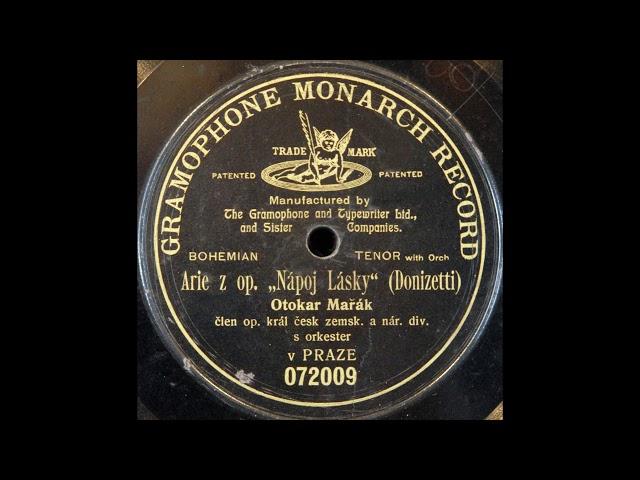 GRAMOPHONE MONARCH RECORD
TRADE MARK
PATENTED PATENTED
Manufactured by
The Gramophone and Typewriter Ltd.,
and Sister Companies.
BOHEMIAN TENOR with Orch
Arie z op. „Nápoj Lásky“ (Donizetti)
Otokar Mařák
člen op. král česk zemsk. a nár. div.
s orkester
v PRAZE
072009